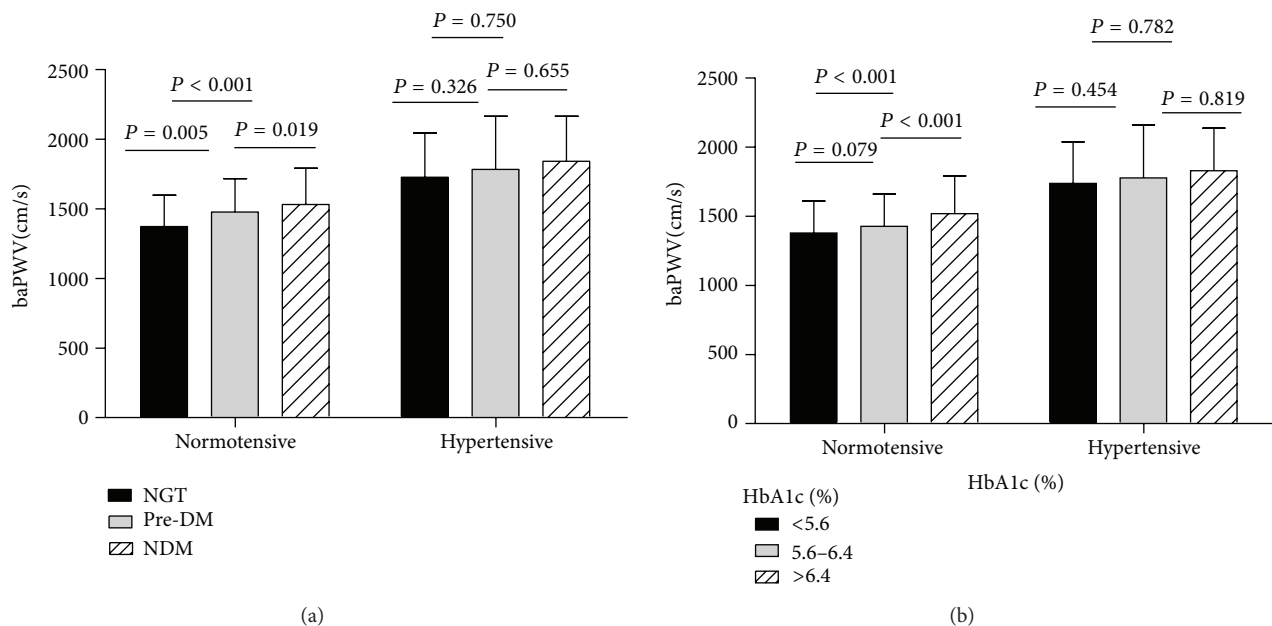 P = 0.750
P < 0.001
P = 0.326
P = 0.655
P = 0.005
P = 0.019
2500
2000
1500
1000
500
0
baPWV(cm/s)
Normotensive
Hypertensive
NGT
Pre-DM
NDM
(a)
P = 0.782
P < 0.001
P = 0.454
P = 0.819
P = 0.079
P < 0.001
2500
2000
1500
1000
500
0
baPWV(cm/s)
Normotensive
Hypertensive
HbA1c (%)
HbA1c (%)
<5.6
5.6–6.4
>6.4
(b)